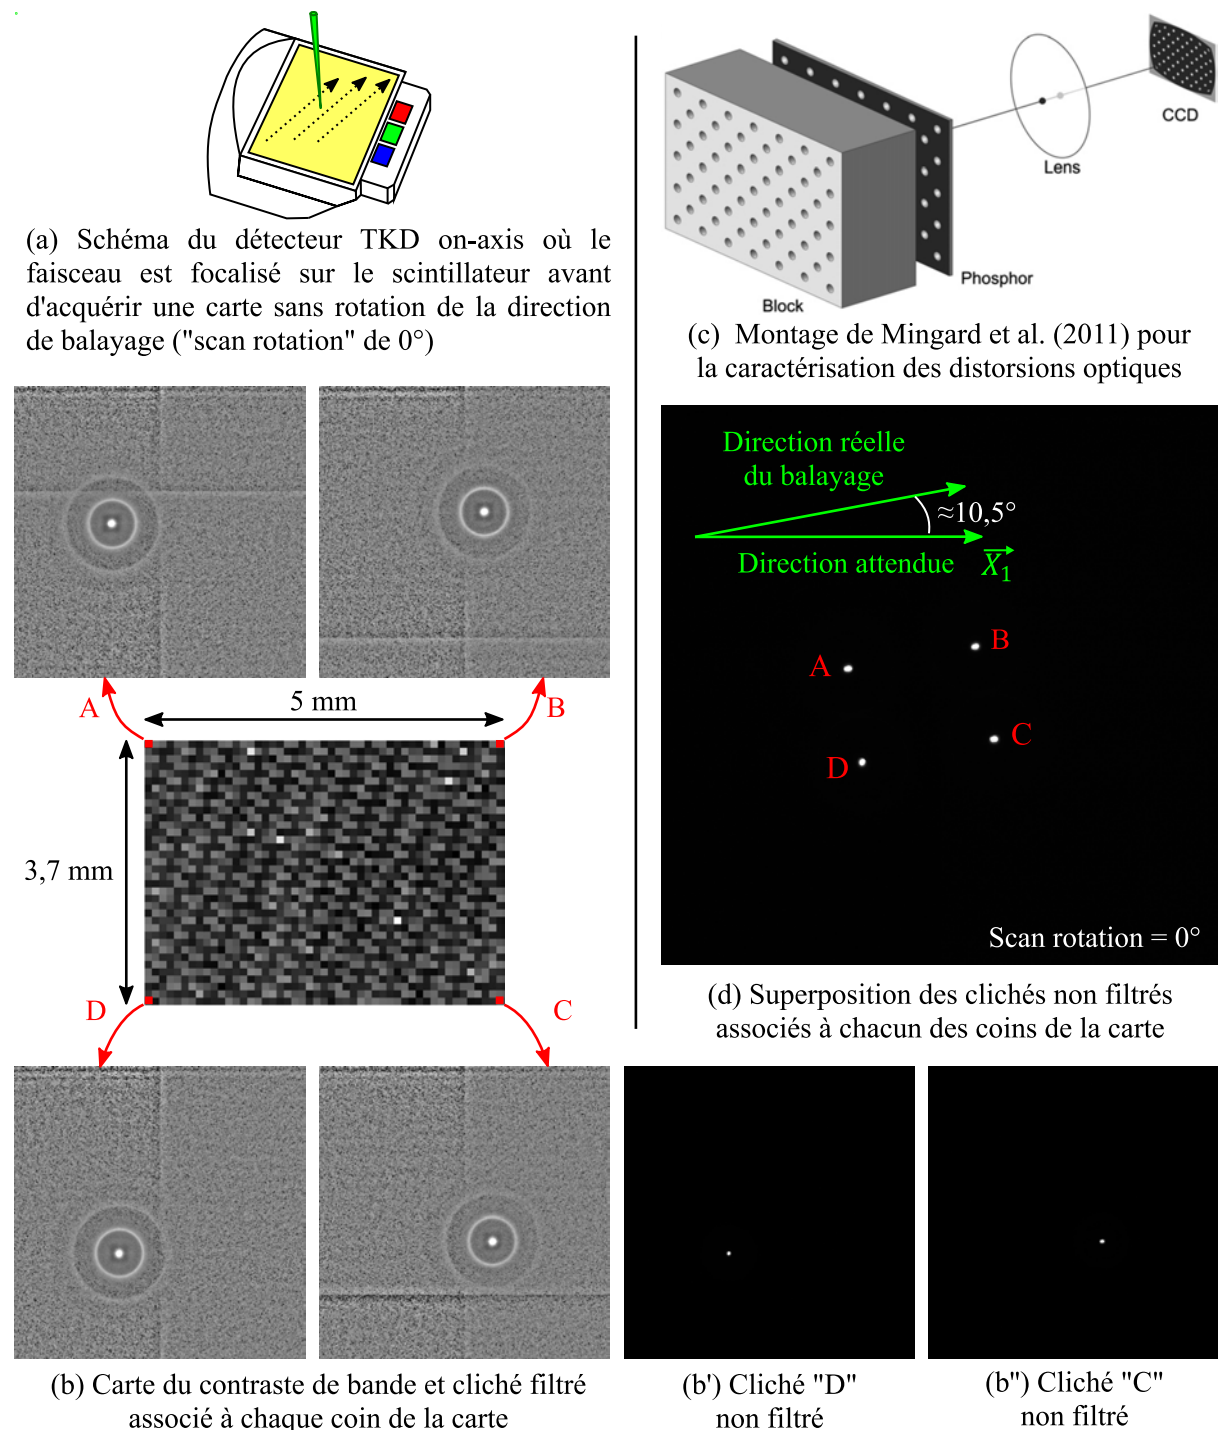 (a) Schéma du détecteur TKD on-axis où le
faisceau est focalisé sur le scintillateur avant
d'acquérir une carte sans rotation de la direction
de balayage ("scan rotation" de 0°)
Block
Phosphor
Lens
CCD
(c) Montage de Mingard et al. (2011) pour
la caractérisation des distorsions optiques
A
B
5 mm
3,7 mm
D
C
Direction réelle
du balayage
≈10,5°
Direction attendue
X₁
A
B
C
D
Scan rotation = 0°
(d) Superposition des clichés non filtrés
associés à chacun des coins de la carte
(b) Carte du contraste de bande et cliché filtré
associé à chaque coin de la carte
(b') Cliché "D"
non filtré
(b'') Cliché "C"
non filtré